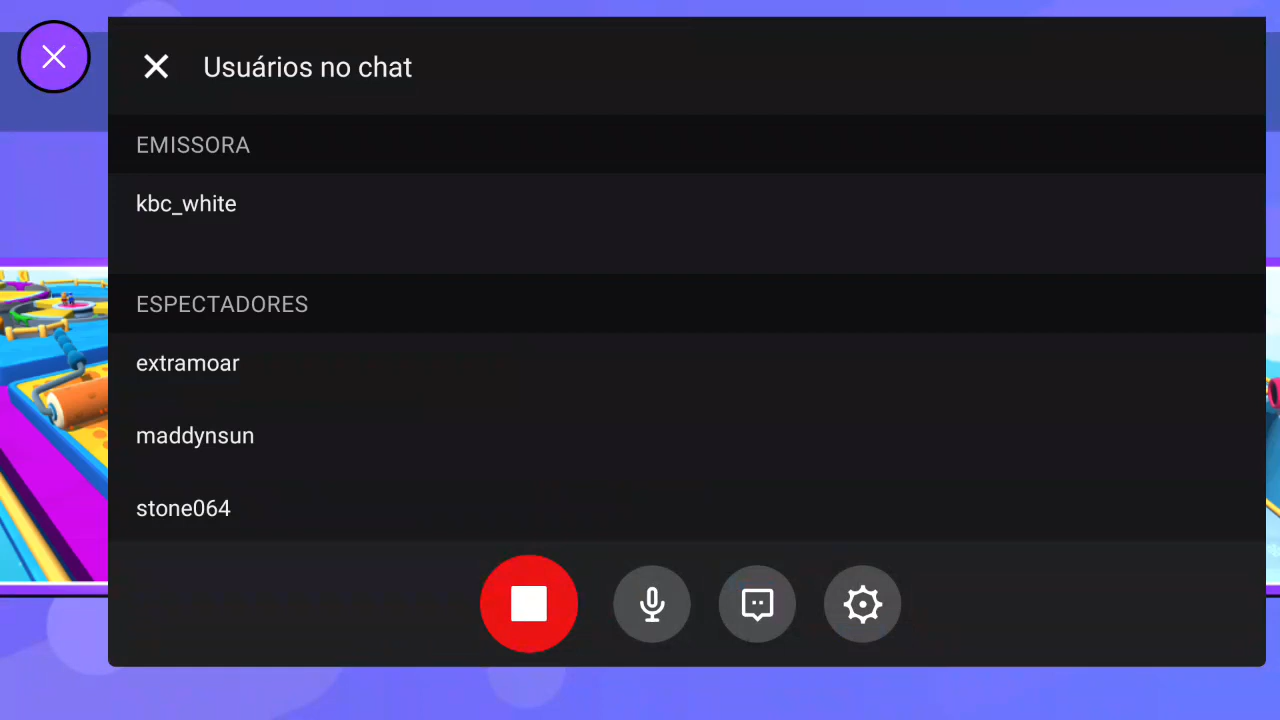 Usuários no chat
EMISSORA
kbc_white
ESPECTADORES
extramoar
maddynsun
stone064